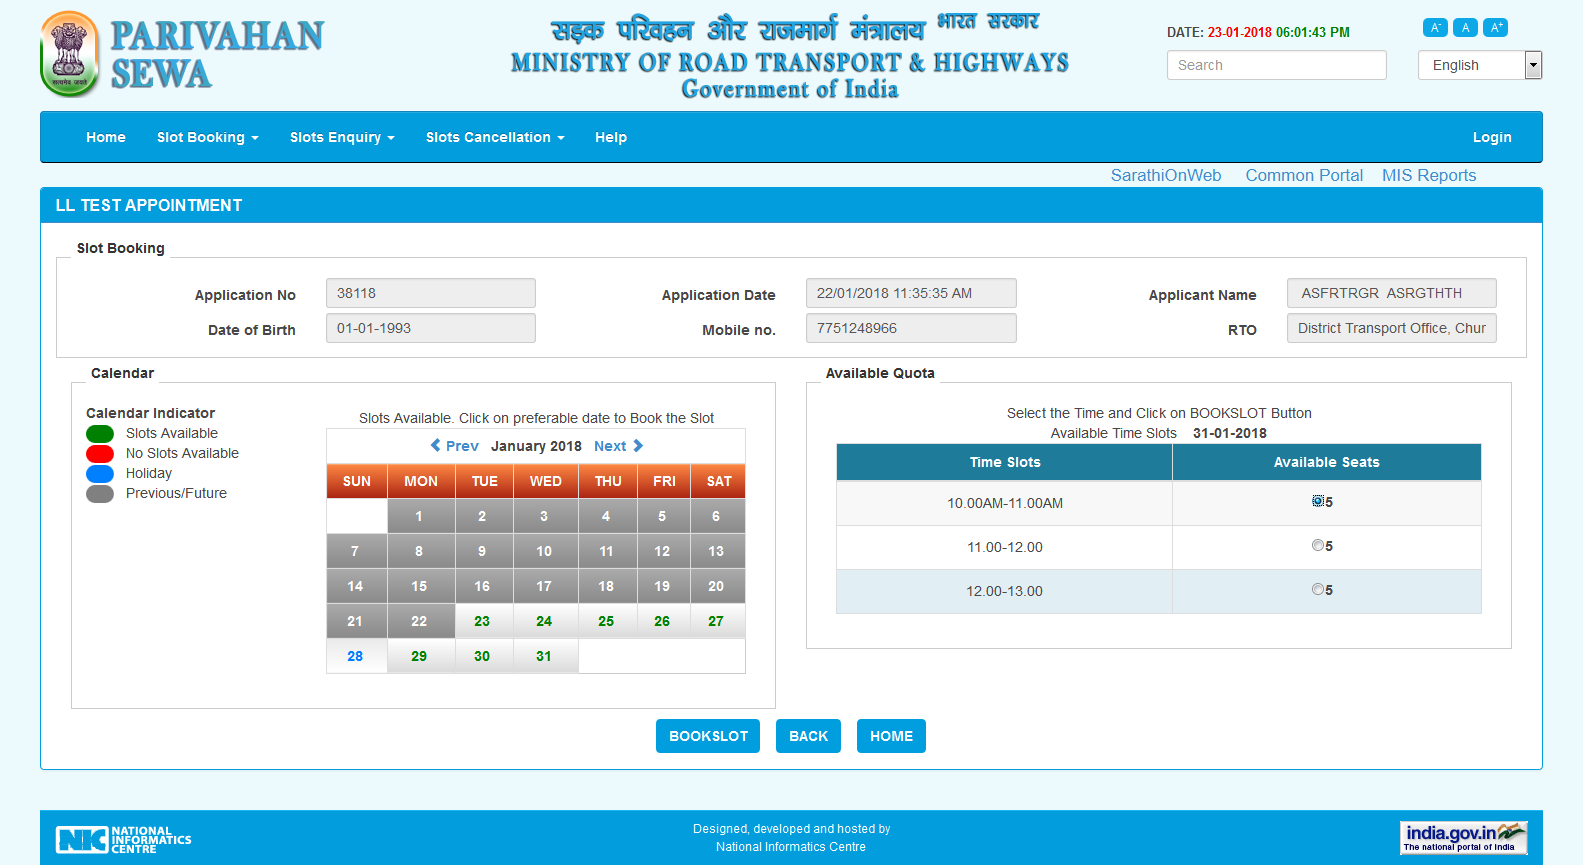 PARIVAHAN
SEWA
सड़क परिवहन और राजमार्ग मंत्रालय भारत सरकार
MINISTRY OF ROAD TRANSPORT & HIGHWAYS
Government of India
DATE: 23-01-2018 06:01:43 PM
A- A A+
Search
English
Home Slot Booking Slots Enquiry Slots Cancellation Help Login
SarathiOnWeb Common Portal MIS Reports
LL TEST APPOINTMENT
Slot Booking
Application No 38118 Application Date 22/01/2018 11:35:35 AM Applicant Name ASFRTRGR ASRGTHTH
Date of Birth 01-01-1993 Mobile no. 7751248966 RTO District Transport Office, Chur
Calendar
Calendar Indicator
Slots Available
No Slots Available
Holiday
Previous/Future
Slots Available. Click on preferable date to Book the Slot
Prev January 2018 Next
SUN MON TUE WED THU FRI SAT
1 2 3 4 5 6
7 8 9 10 11 12 13
14 15 16 17 18 19 20
21 22 23 24 25 26 27
28 29 30 31
Available Quota
Select the Time and Click on BOOKSLOT Button
Available Time Slots 31-01-2018
Time Slots Available Seats
10.00AM-11.00AM 5
11.00-12.00 5
12.00-13.00 5
BOOKSLOT BACK HOME
NIC NATIONAL
INFORMATICS
CENTRE
Designed, developed and hosted by
National Informatics Centre
india.gov.in
The national portal of India